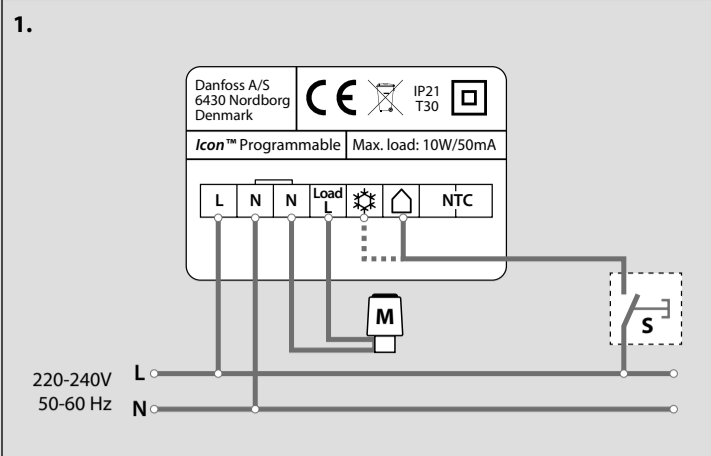 1.
Danfoss A/S
6430 Nordborg
Denmark
CE
IP21
T30
Icon™ Programmable
Max. load: 10W/50mA
L N N Load L NTC
M
S
220-240V L
50-60 Hz N